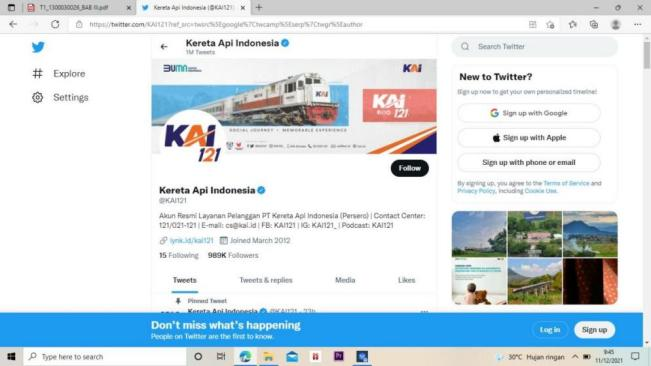 T1_1300030026_BAB III.pdf
Kereta Api Indonesia (@KAI121)
https://twitter.com/KAI121?ref_src=twsrc%5Egoogle%7Ctwcamp%5Eserp%7Ctwgr%5Eauthor
Explore
Settings
Kereta Api Indonesia
1M Tweets
BUMN
KAI
KAI
121
SOCIAL JOURNEY • MEMORABLE EXPERIENCE
KAI
121
Follow
Kereta Api Indonesia
@KAI121
Akun Resmi Layanan Pelanggan PT Kereta Api Indonesia (Persero) | Contact Center:
121/021-121 | E-mail: cs@kai.id | FB: KAI121 | IG: KAI121_ | Podcast: KAI121
lynk.id/kai121 Joined March 2012
15 Following 989K Followers
Tweets Tweets & replies Media Likes
Pinned Tweet
Kereta Api Indonesia @KAI121 · 23h
Search Twitter
New to Twitter?
Sign up now to get your own personalized timeline!
Sign up with Google
Sign up with Apple
Sign up with phone or email
By signing up, you agree to the Terms of Service and
Privacy Policy, including Cookie Use.
Don't miss what's happening
People on Twitter are the first to know.
Log in
Sign up
Type here to search
Pr
30°C Hujan ringan
9:45
11/12/2021